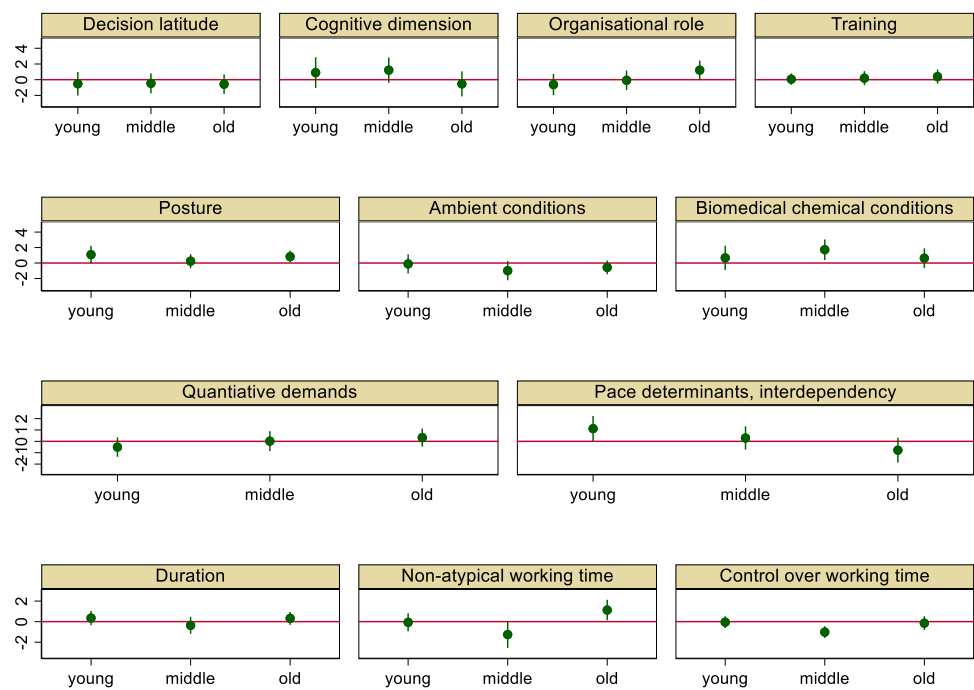 Decision latitude Cognitive dimension Organisational role Training
-2 0 2 4
young middle old young middle old young middle old young middle old
Posture Ambient conditions Biomedical chemical conditions
-2 0 2 4
young middle old young middle old young middle old
Quantiative demands Pace determinants, interdependency
-2 -1 0 1 2
young middle old young middle old
Duration Non-atypical working time Control over working time
-2 0 2
young middle old young middle old young middle old